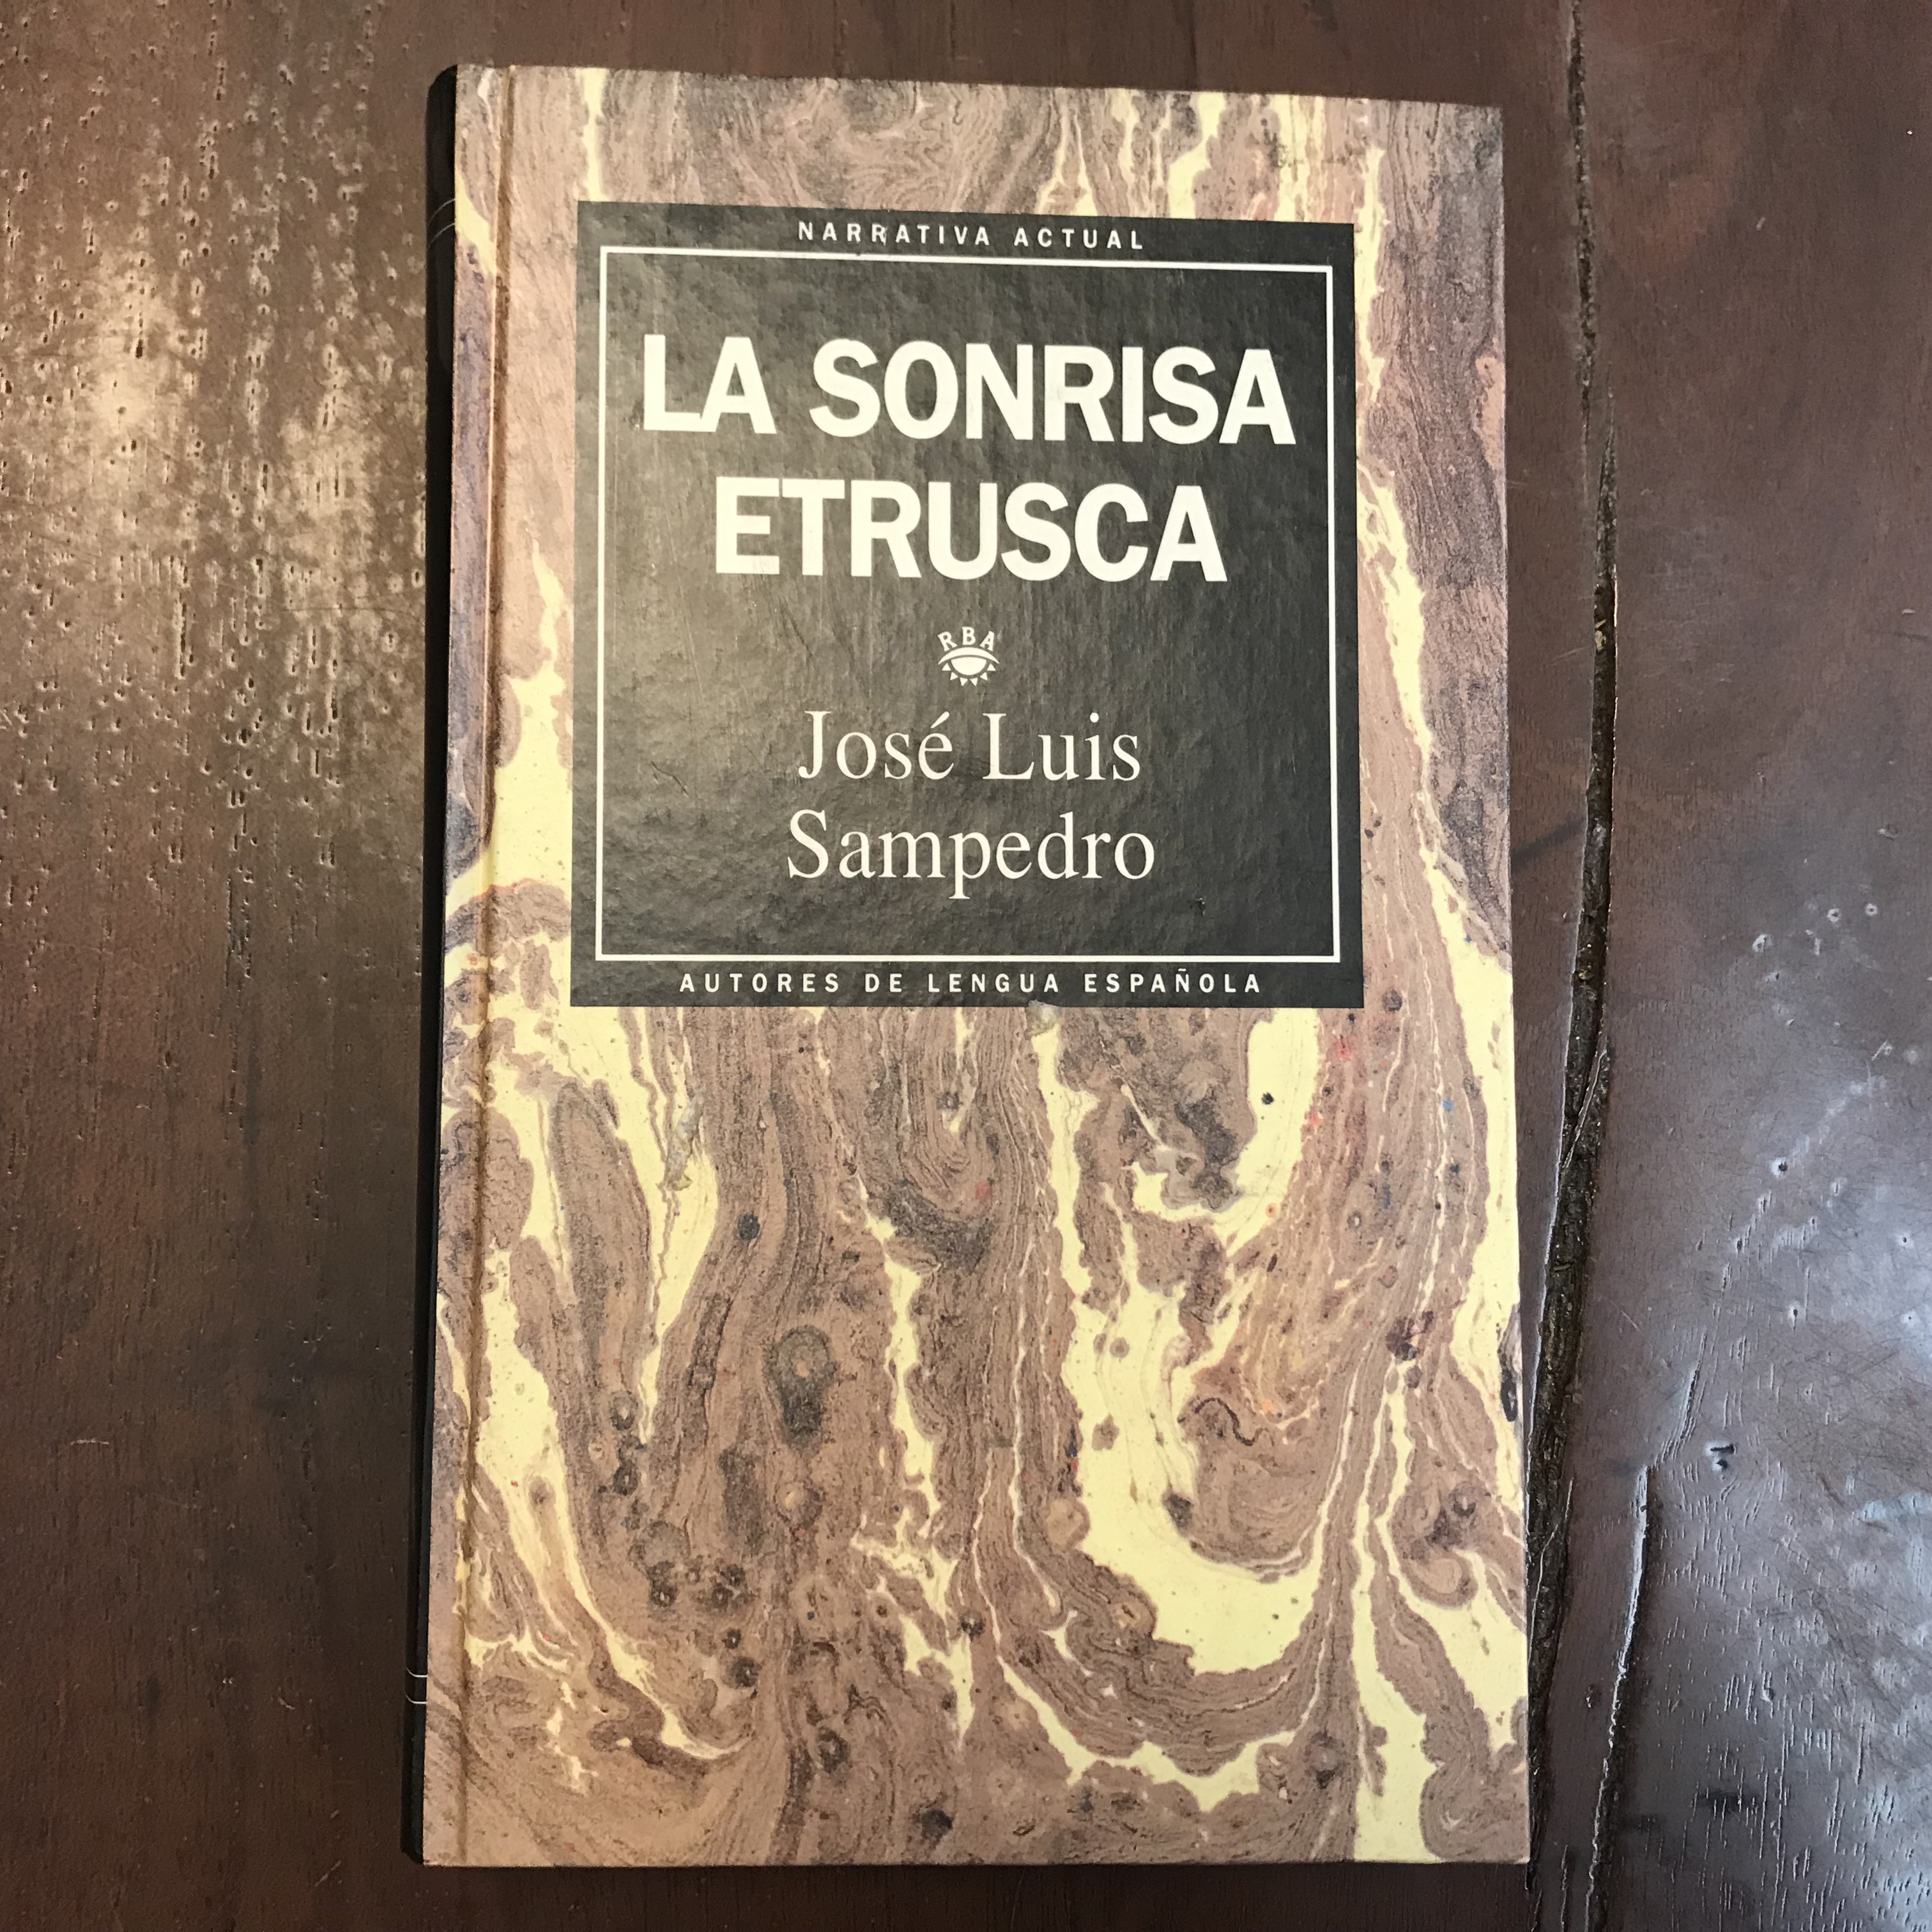 NARRATIVA ACTUAL
LA SONRISA
ETRUSCA
RBA
José Luis
Sampedro
AUTORES DE LENGUA ESPAÑOLA